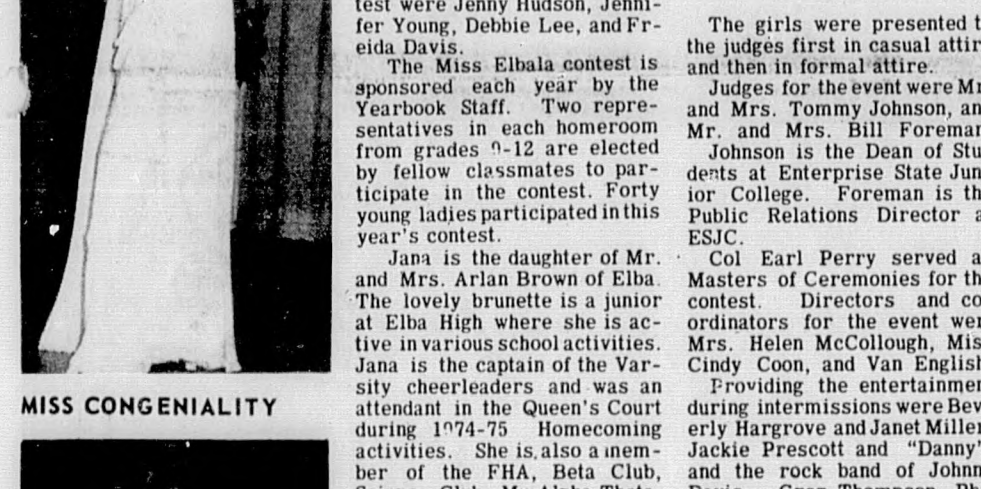 MISS CONGENIALITY
test were Jenny Hudson, Jenni-
fer Young, Debbie Lee, and Fr-
eida Davis.
The Miss Elbala contest is
sponsored each year by the
Yearbook Staff. Two repre-
sentatives in each homeroom
from grades 9-12 are elected
by fellow classmates to par-
ticipate in the contest. Forty
young ladies participated in this
year's contest.
Jana is the daughter of Mr.
and Mrs. Arlan Brown of Elba.
The lovely brunette is a junior
at Elba High where she is ac-
tive in various school activities.
Jana is the captain of the Var-
sity cheerleaders and was an
attendant in the Queen's Court
during 1974-75 Homecoming
activities. She is also a mem-
ber of the FHA, Beta Club,
The girls were presented t
the judges first in casual attir
and then in formal attire.
Judges for the event were Mr
and Mrs. Tommy Johnson, an
Mr. and Mrs. Bill Foreman
Johnson is the Dean of Stu
dents at Enterprise State Jun
ior College. Foreman is th
Public Relations Director a
ESJC.
Col Earl Perry served a
Masters of Ceremonies for th
contest. Directors and co
ordinators for the event wer
Mrs. Helen McCollough, Mis
Cindy Coon, and Van English
Providing the entertainmen
during intermissions were Bev
erly Hargrove and Janet Miller
Jackie Prescott and "Danny"
and the rock band of Johnn